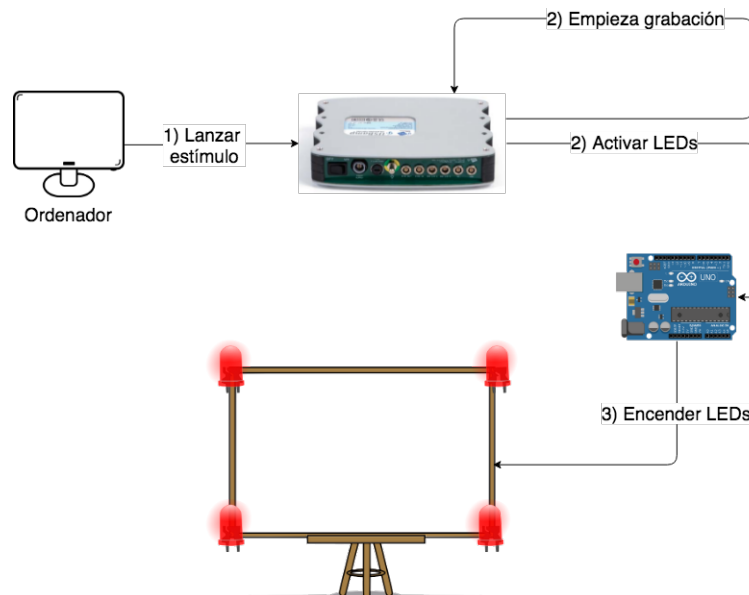 2) Empieza grabación
1) Lanzar
estímulo
2) Activar LEDs
Ordenador
UNO
3) Encender LEDs